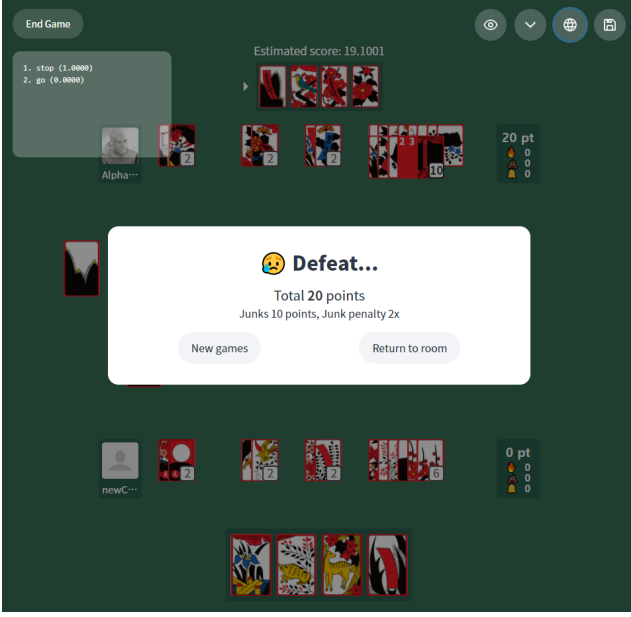 End Game
Estimated score: 19.1001
1. stop (1.0000)
2. go (0.0000)
2
2
2
2 3
10
20 pt
0
0
0
Alpha···
😥 Defeat...
Total 20 points
Junks 10 points, Junk penalty 2x
New games
Return to room
2
2
2
6
0 pt
0
0
0
newC···